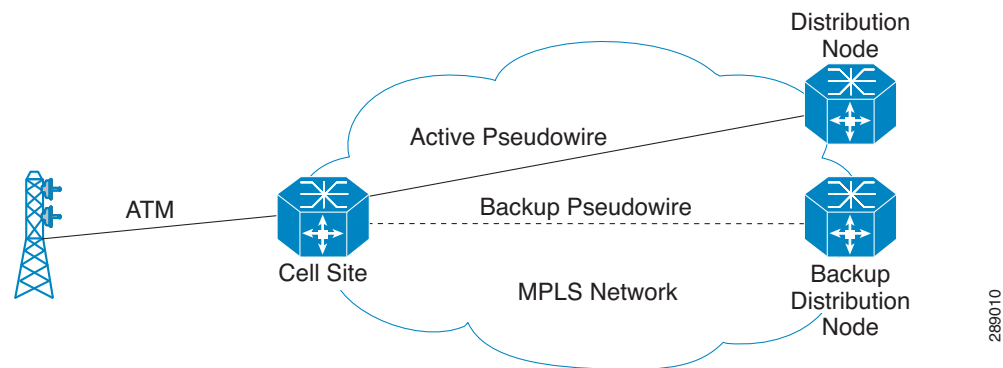 Distribution
Node
Active Pseudowire
ATM
Backup Pseudowire
Cell Site
MPLS Network
Backup
Distribution
Node
289010